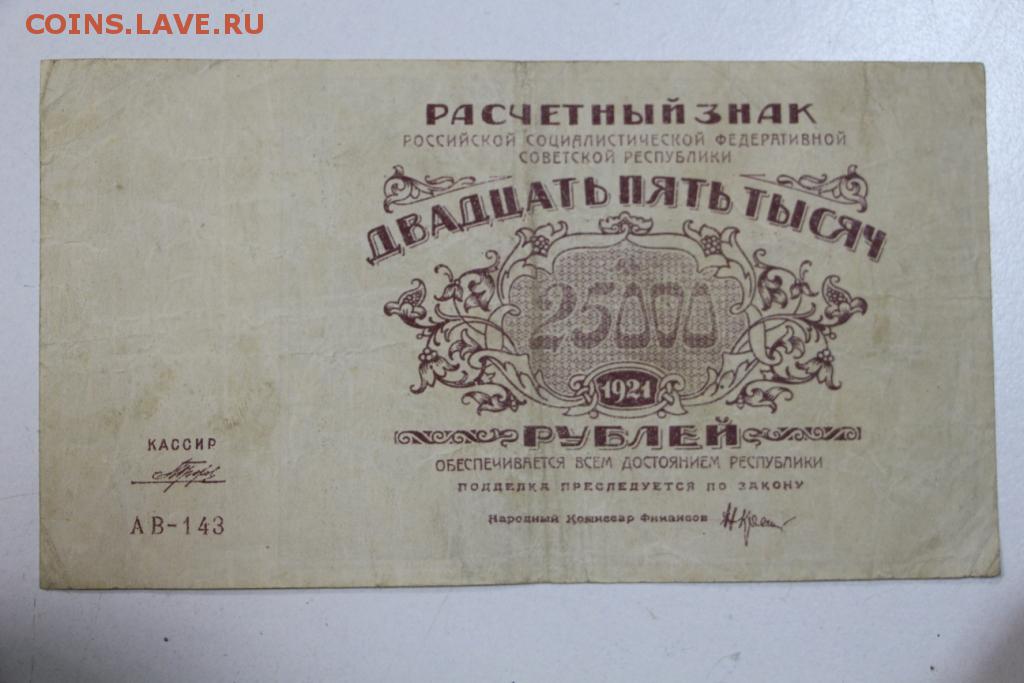 COINS.LAVE.RU
РАСЧЕТНЫЙ ЗНАК
РОССИЙСКОЙ СОЦИАЛИСТИЧЕСКОЙ ФЕДЕРАТИВНОЙ
СОВЕТСКОЙ РЕСПУБЛИКИ
ДВАДЦАТЬ ПЯТЬ ТЫСЯЧ
25000
1921
РУБЛЕЙ
ОБЕСПЕЧИВАЕТСЯ ВСЕМ ДОСТОЯНИЕМ РЕСПУБЛИКИ
ПОДДЕЛКА ПРЕСЛЕДУЕТСЯ ПО ЗАКОНУ
Народный Комиссар Финансов
КАССИР
АВ-143